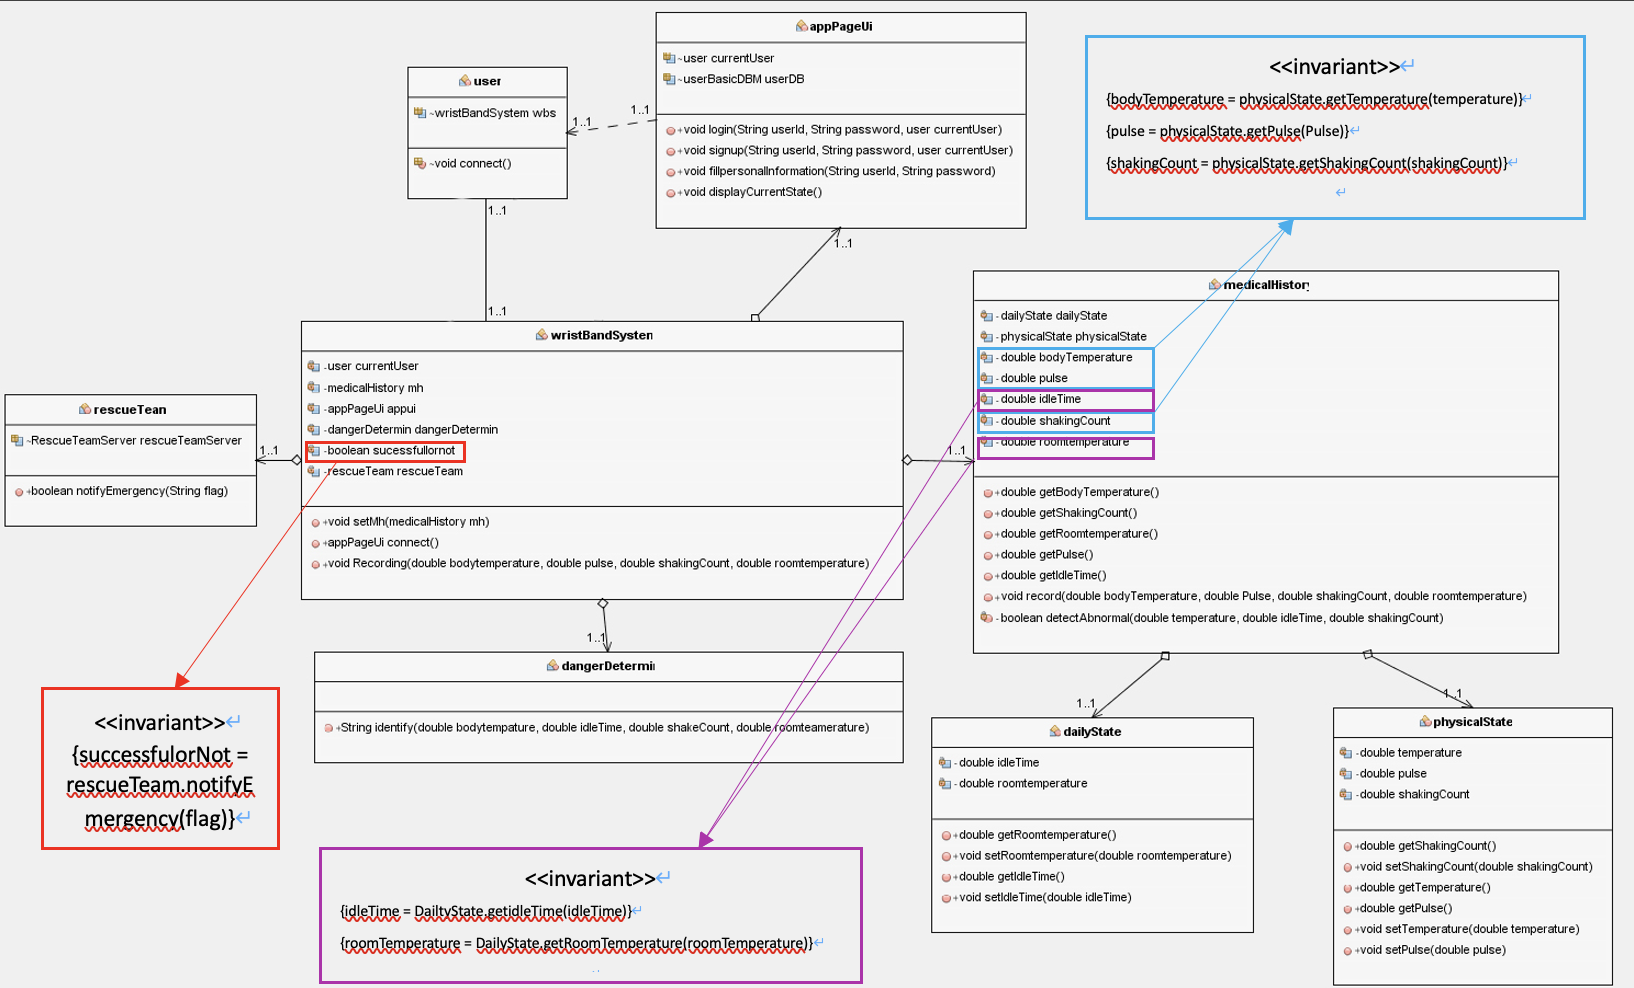 appPageUi
~user currentUser
~userBasicDBM userDB
+void login(String userId, String password, user currentUser)
+void signup(String userId, String password, user currentUser)
+void fillpersonalInformation(String userId, String password)
+void displayCurrentState()
user
~wristBandSystem wbs
~void connect()
1..1
1..1
1..1
1..1
1..1
<<invariant>>
{bodyTemperature = physicalState.getTemperature(temperature)}
{pulse = physicalState.getPulse(Pulse)}
{shakingCount = physicalState.getShakingCount(shakingCount)}
wristBandSysten
-user currentUser
-medicalHistory mh
-appPageUi appui
-dangerDetermin dangerDetermin
-boolean sucessfullornot
-rescueTeam rescueTeam
+void setMh(medicalHistory mh)
+appPageUi connect()
+void Recording(double bodytemperature, double pulse, double shakingCount, double roomtemperature)
rescueTean
~RescueTeamServer rescueTeamServer
+boolean notifyEmergency(String flag)
1..1
1..1
1..1
medicalHistory
-dailyState dailyState
-physicalState physicalState
-double bodyTemperature
-double pulse
-double idleTime
-double shakingCount
-double roomtemperature
+double getBodyTemperature()
+double getShakingCount()
+double getRoomtemperature()
+double getPulse()
+double getIdleTime()
+void record(double bodyTemperature, double Pulse, double shakingCount, double roomtemperature)
-boolean detectAbnormal(double temperature, double idleTime, double shakingCount)
dangerDetermin
+String identify(double bodytempature, double idleTime, double shakeCount, double roomteamerature)
<<invariant>>
{successfulorNot =
rescueTeam.notifyE
mergency(flag)}
<<invariant>>
{idleTime = DailtyState.getidleTime(idleTime)}
{roomTemperature = DailyState.getRoomTemperature(roomTemperature)}
1..1
1..1
dailyState
-double idleTime
-double roomtemperature
+double getRoomtemperature()
+void setRoomtemperature(double roomtemperature)
+double getIdleTime()
+void setIdleTime(double idleTime)
physicalState
-double temperature
-double pulse
-double shakingCount
+double getShakingCount()
+void setShakingCount(double shakingCount)
+double getTemperature()
+double getPulse()
+void setTemperature(double temperature)
+void setPulse(double pulse)